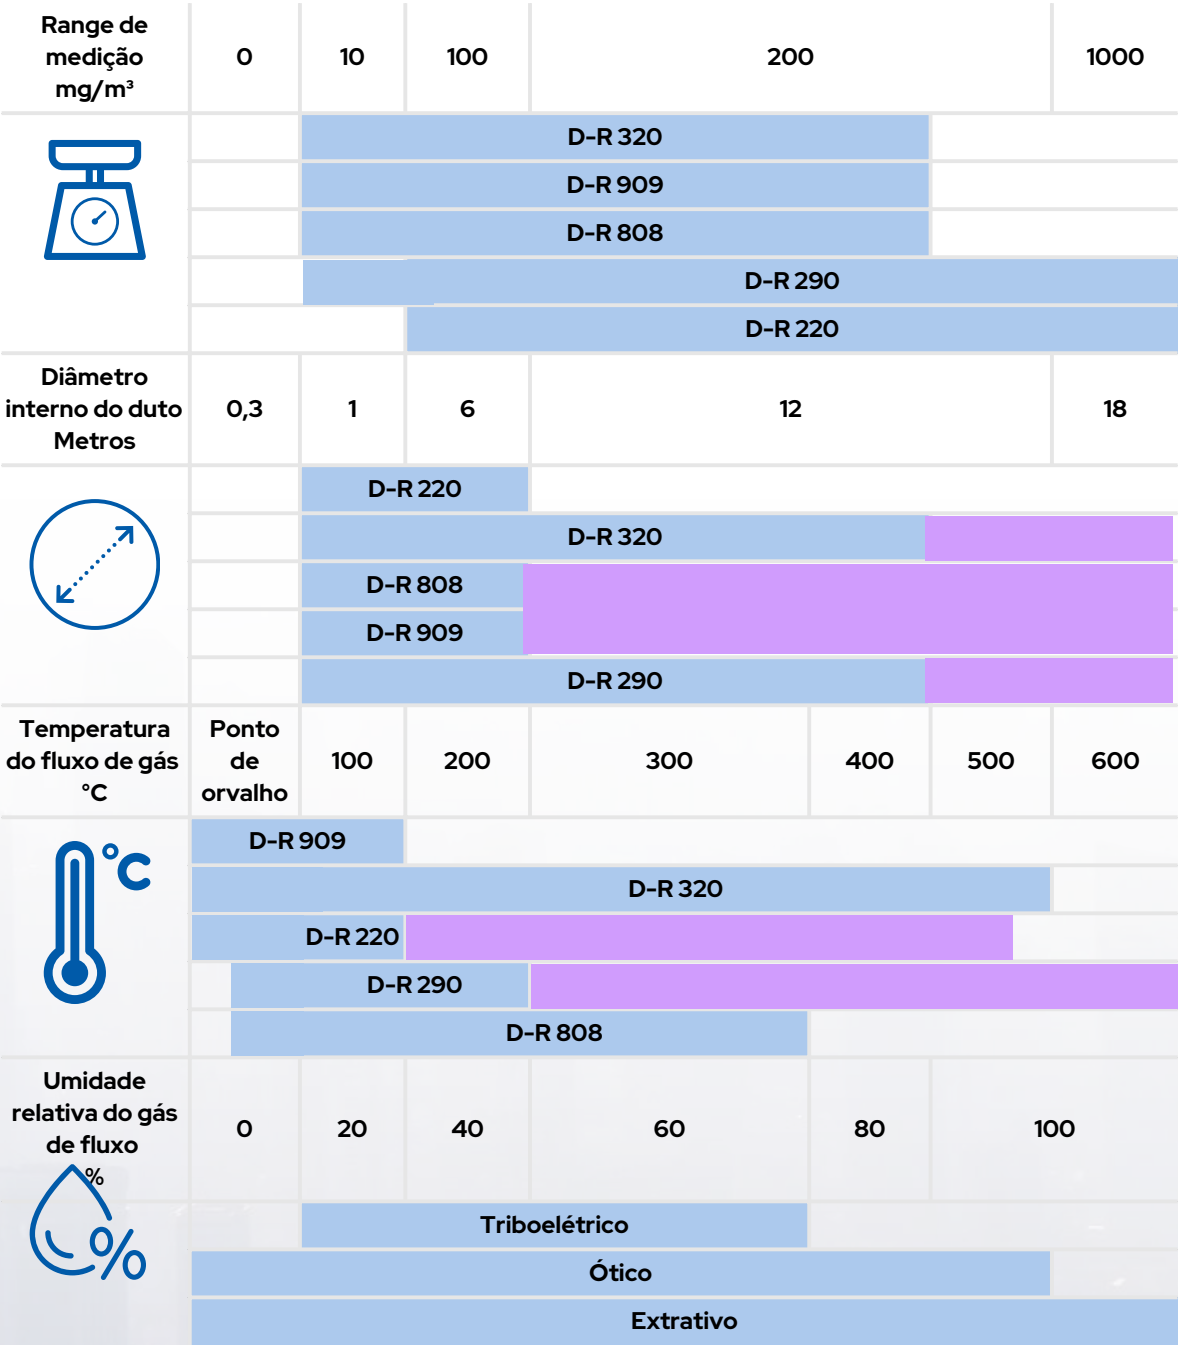 Range de
medição
mg/m³
0
10
100
200
1000
D-R 320
D-R 909
D-R 808
D-R 290
D-R 220
Diâmetro
interno do duto
Metros
0,3
1
6
12
18
D-R 220
D-R 320
D-R 808
D-R 909
D-R 290
Temperatura
do fluxo de gás
°C
Ponto
de
orvalho
100
200
300
400
500
600
°C
D-R 909
D-R 320
D-R 220
D-R 290
D-R 808
Umidade
relativa do gás
de fluxo
%
0
20
40
60
80
100
%
Triboelétrico
Ótico
Extrativo